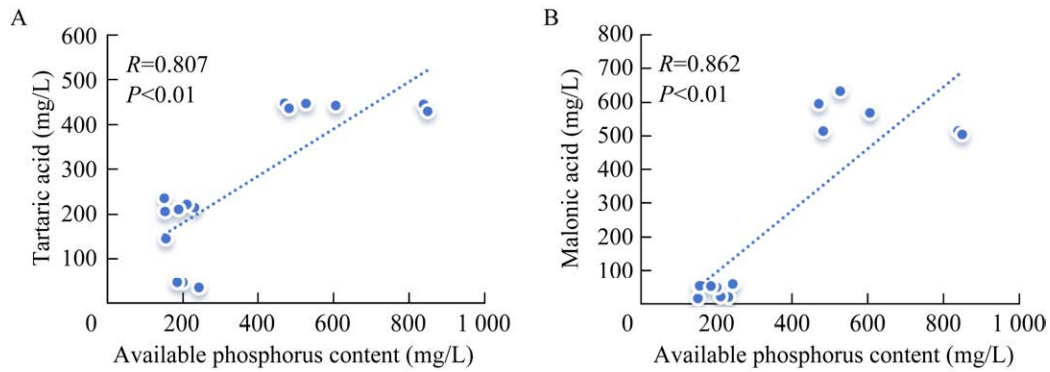 A
600
500
400
300
200
100
0
200
400
600
800
1 000
Tartaric acid (mg/L)
Available phosphorus content (mg/L)
R=0.807
P<0.01
B
800
700
600
500
400
300
200
100
0
200
400
600
800
1 000
Malonic acid (mg/L)
Available phosphorus content (mg/L)
R=0.862
P<0.01